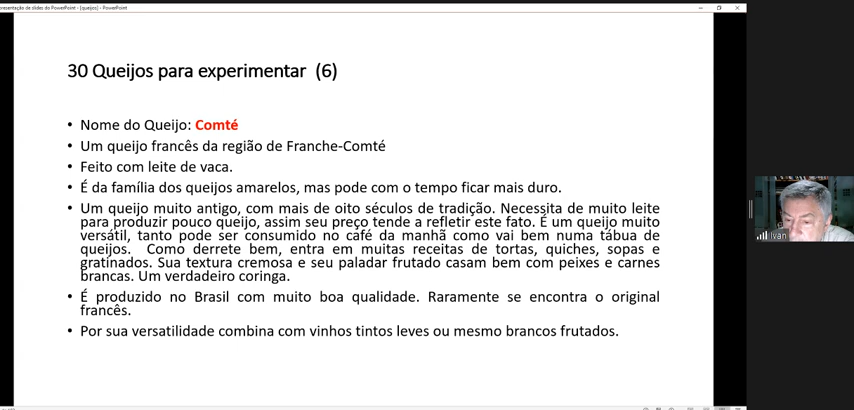 presentação de slides do PowerPoint - [queijos] - PowerPoint
30 Queijos para experimentar (6)
• Nome do Queijo: Comté
• Um queijo francês da região de Franche-Comté
• Feito com leite de vaca.
• É da família dos queijos amarelos, mas pode com o tempo ficar mais duro.
• Um queijo muito antigo, com mais de oito séculos de tradição. Necessita de muito leite
para produzir pouco queijo, assim seu preço tende a refletir este fato. É um queijo muito
versátil, tanto pode ser consumido no café da manhã como vai bem numa tábua de
queijos. Como derrete bem, entra em muitas receitas de tortas, quiches, sopas e
gratinados. Sua textura cremosa e seu paladar frutado casam bem com peixes e carnes
brancas. Um verdadeiro coringa.
• É produzido no Brasil com muito boa qualidade. Raramente se encontra o original
francês.
• Por sua versatilidade combina com vinhos tintos leves ou mesmo brancos frutados.
Ivan